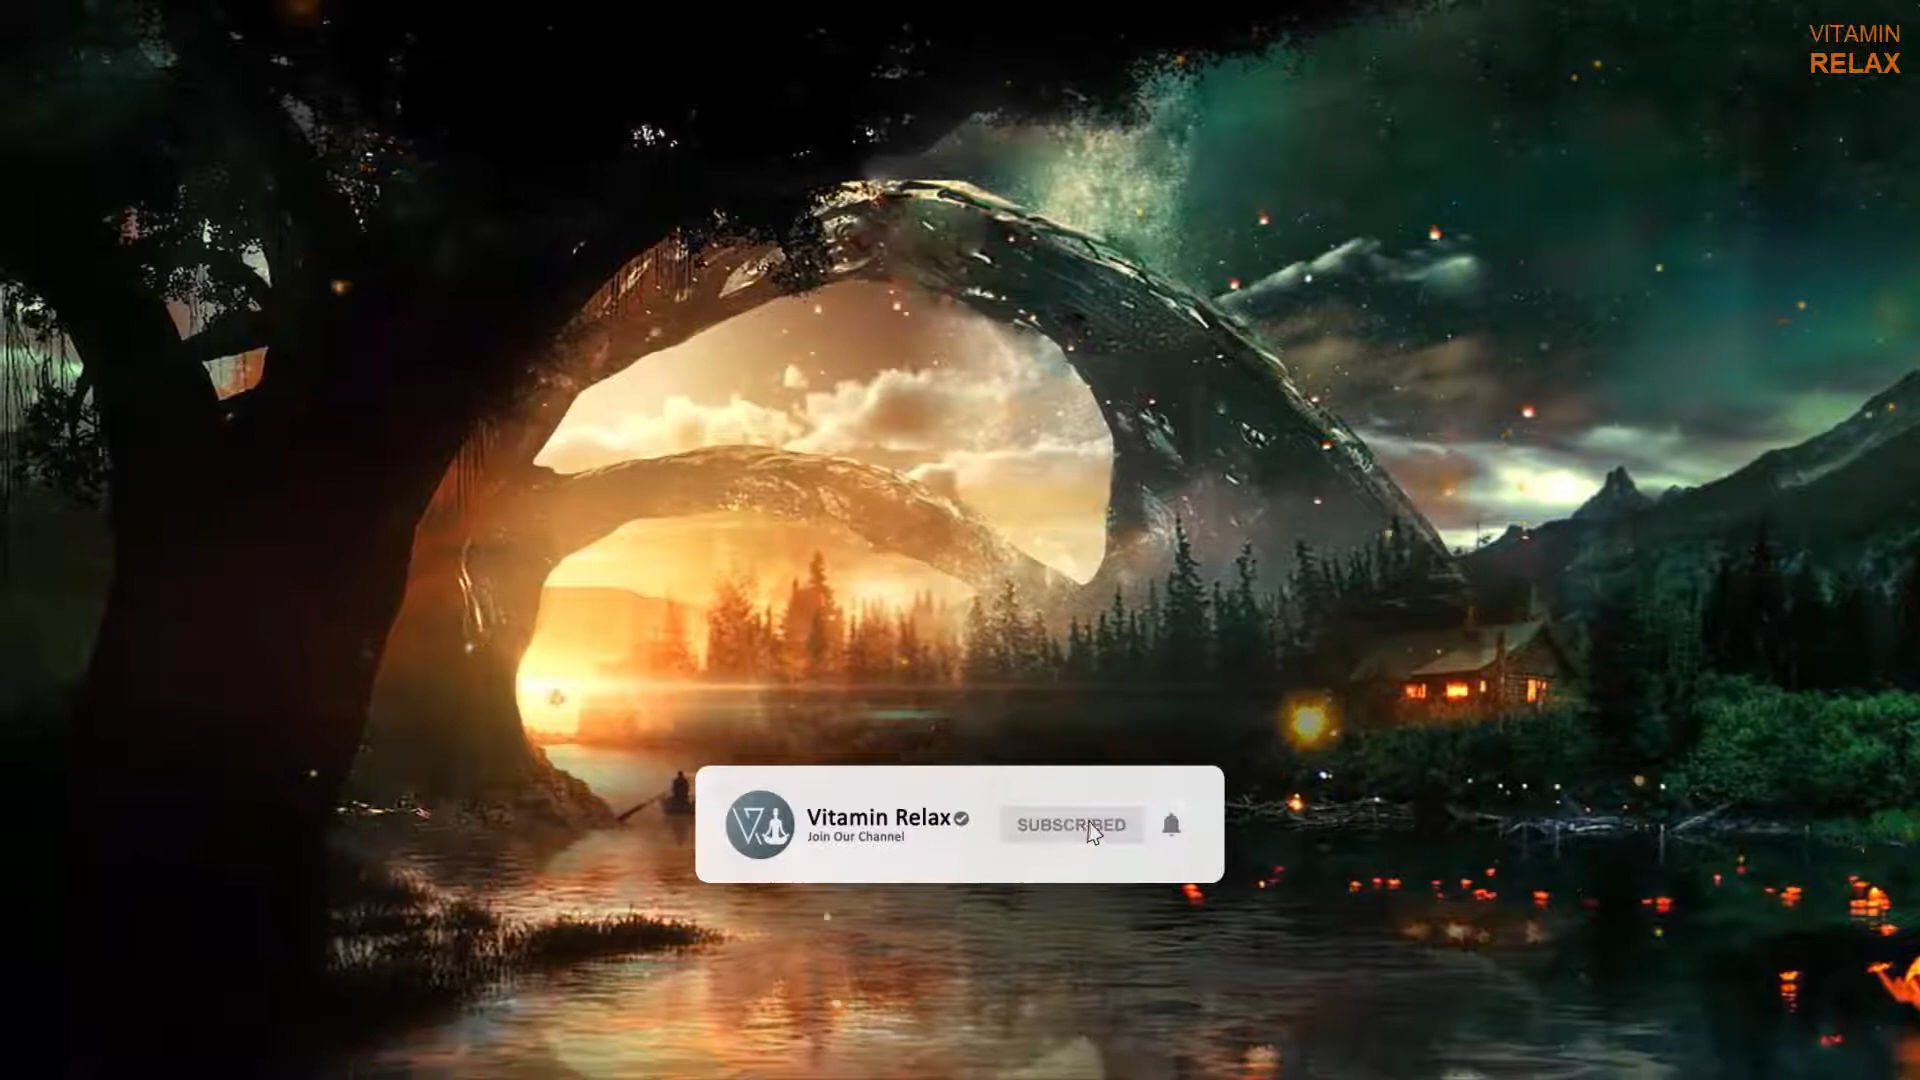 VITAMIN
RELAX
Vitamin Relax
Join Our Channel
SUBSCRIBED